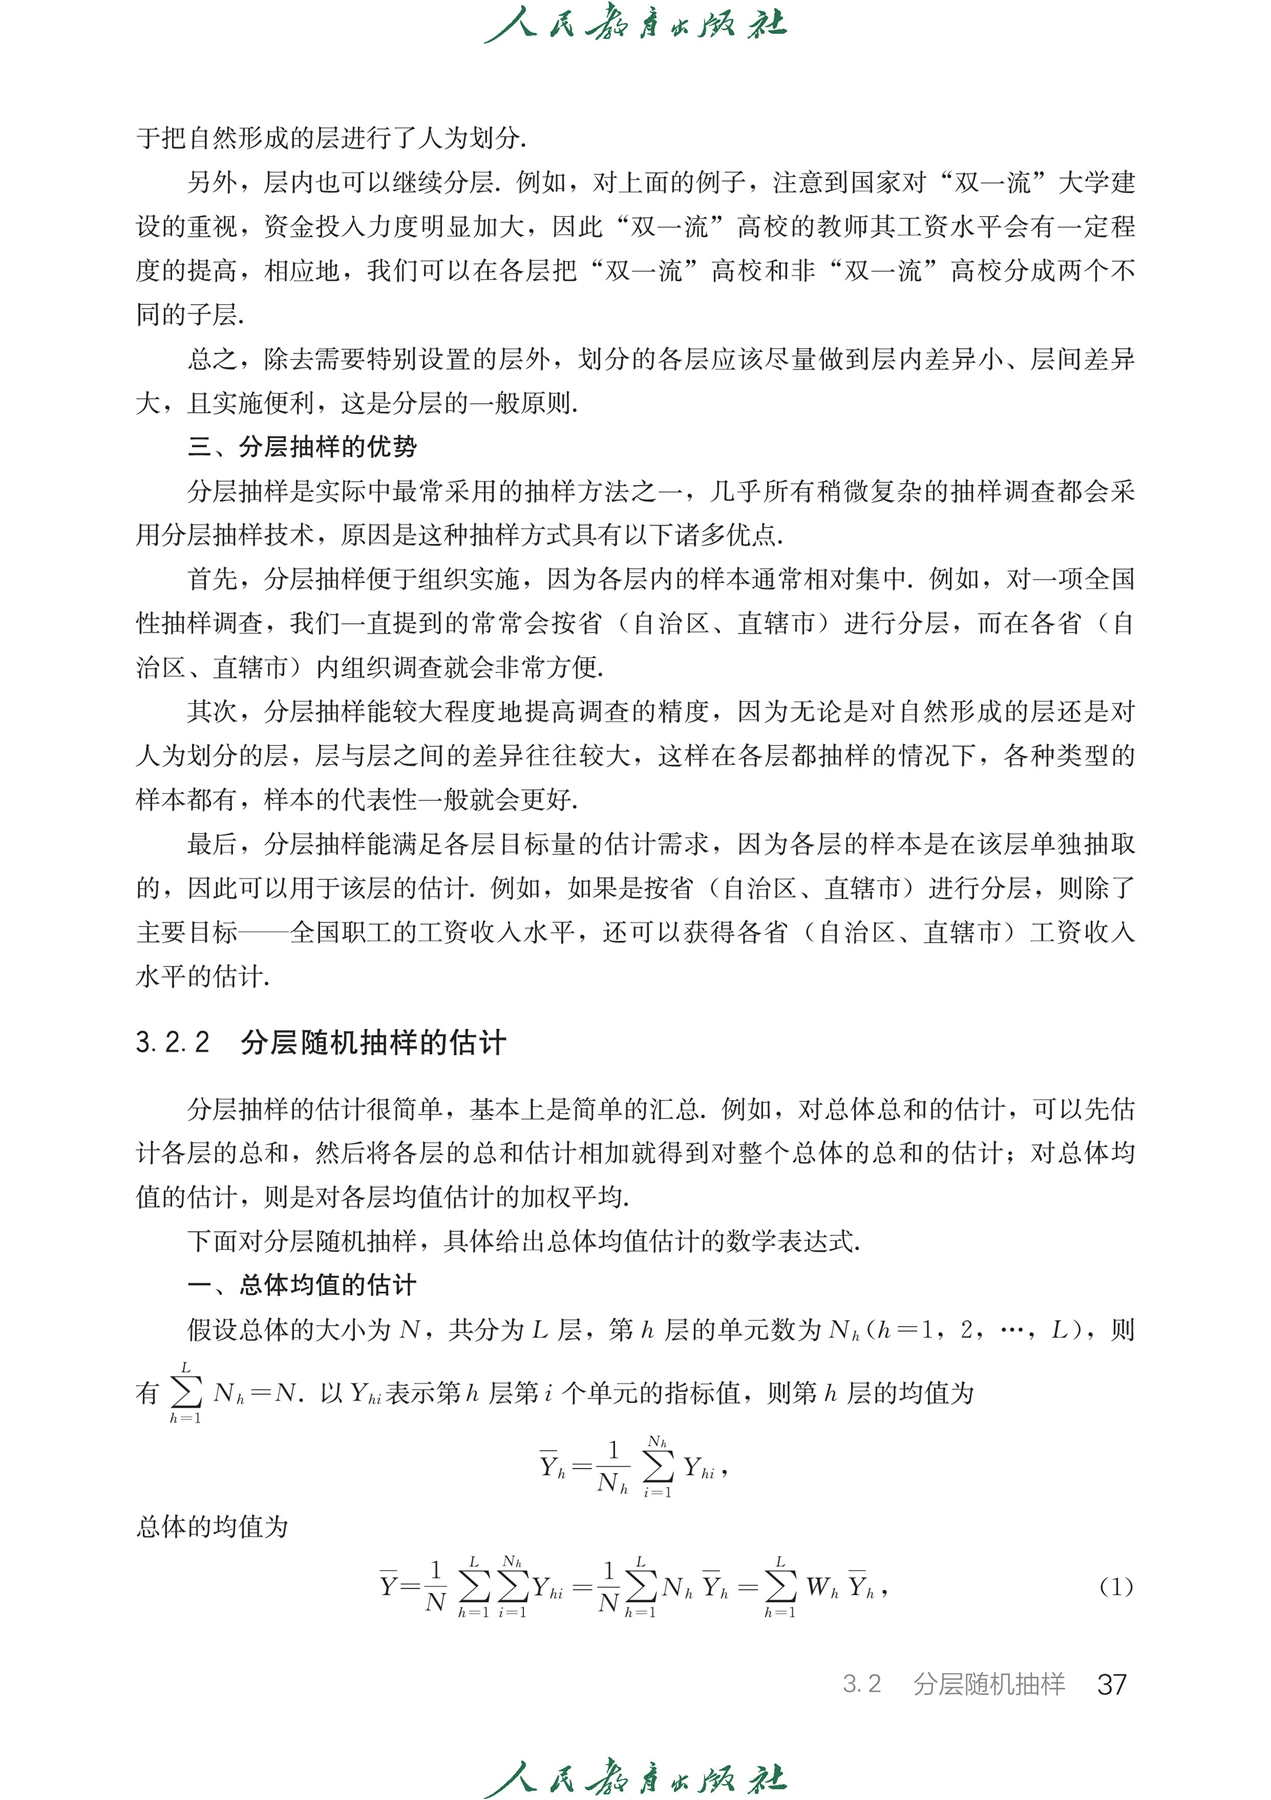 人民教育出版社
于把自然形成的层进行了人为划分.
另外，层内也可以继续分层. 例如，对上面的例子，注意到国家对“双一流”大学建
设的重视，资金投入力度明显加大，因此“双一流”高校的教师其工资水平会有一定程
度的提高，相应地，我们可以在各层把“双一流”高校和非“双一流”高校分成两个不
同的子层.
总之，除去需要特别设置的层外，划分的各层应该尽量做到层内差异小、层间差异
大，且实施便利，这是分层的一般原则.
三、分层抽样的优势
分层抽样是实际中最常采用的抽样方法之一，几乎所有稍微复杂的抽样调查都会采
用分层抽样技术，原因是这种抽样方式具有以下诸多优点.
首先，分层抽样便于组织实施，因为各层内的样本通常相对集中. 例如，对一项全国
性抽样调查，我们一直提到的常常会按省（自治区、直辖市）进行分层，而在各省（自
治区、直辖市）内组织调查就会非常方便.
其次，分层抽样能较大程度地提高调查的精度，因为无论是对自然形成的层还是对
人为划分的层，层与层之间的差异往往较大，这样在各层都抽样的情况下，各种类型的
样本都有，样本的代表性一般就会更好.
最后，分层抽样能满足各层目标量的估计需求，因为各层的样本是在该层单独抽取
的，因此可以用于该层的估计. 例如，如果是按省（自治区、直辖市）进行分层，则除了
主要目标——全国职工的工资收入水平，还可以获得各省（自治区、直辖市）工资收入
水平的估计.
3.2.2 分层随机抽样的估计
分层抽样的估计很简单，基本上是简单的汇总. 例如，对总体总和的估计，可以先估
计各层的总和，然后将各层的总和估计相加就得到对整个总体的总和的估计；对总体均
值的估计，则是对各层均值估计的加权平均.
下面对分层随机抽样，具体给出总体均值估计的数学表达式.
一、总体均值的估计
假设总体的大小为 N，共分为 L 层，第 h 层的单元数为 N_h(h=1，2，…，L)，则
有 \sum_{h=1}^{L} N_h=N. 以 Y_{hi} 表示第 h 层第 i 个单元的指标值，则第 h 层的均值为
\overline{Y}_h=\frac{1}{N_h}\sum_{i=1}^{N_h} Y_{hi}，
总体的均值为
\overline{Y}=\frac{1}{N}\sum_{h=1}^{L}\sum_{i=1}^{N_h}Y_{hi}=\frac{1}{N}\sum_{h=1}^{L}N_h\overline{Y}_h=\sum_{h=1}^{L}W_h\overline{Y}_h， (1)
3.2 分层随机抽样 37
人民教育出版社